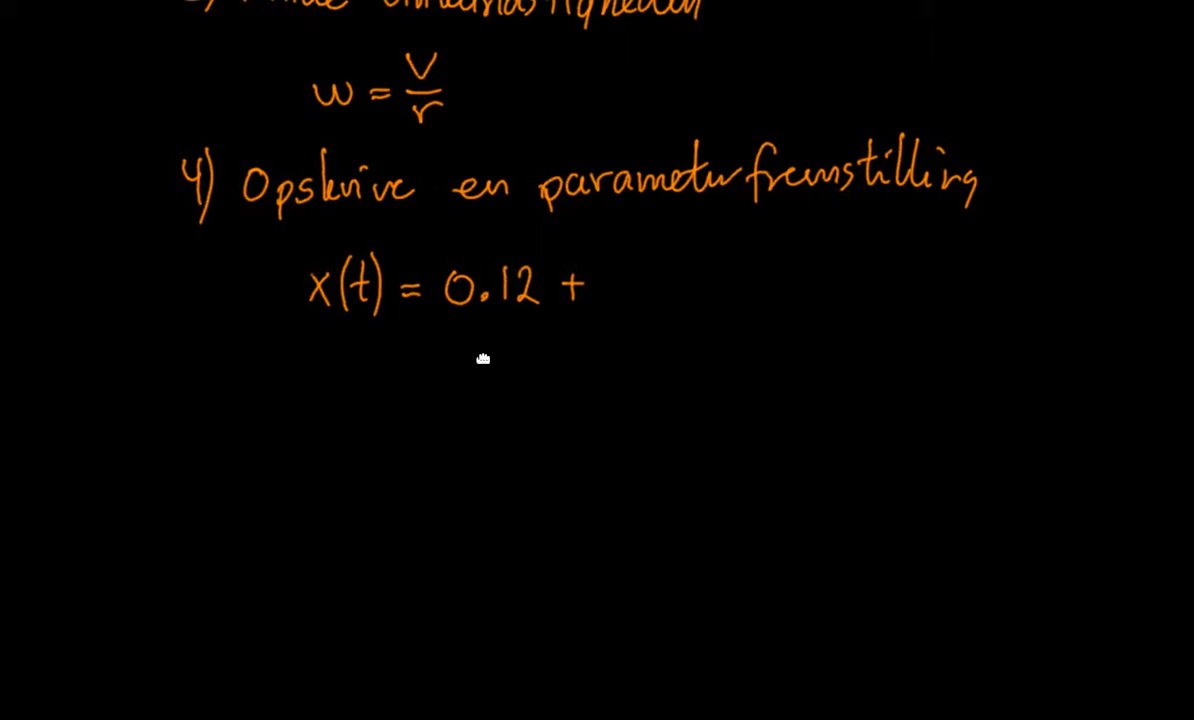 w = v/r
4) Opskrive en parameterfremstilling
x(t) = 0.12 +